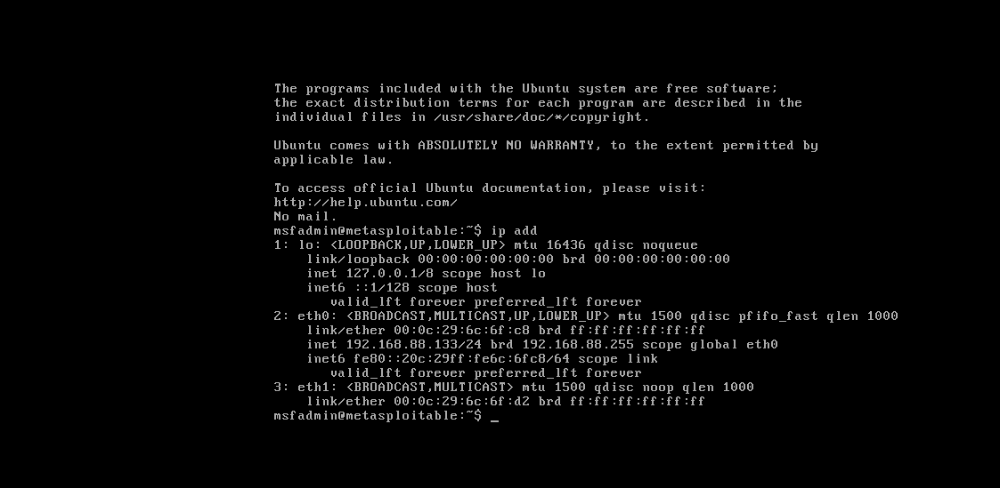 The programs included with the Ubuntu system are free software;
the exact distribution terms for each program are described in the
individual files in /usr/share/doc/*/copyright.
Ubuntu comes with ABSOLUTELY NO WARRANTY, to the extent permitted by
applicable law.
To access official Ubuntu documentation, please visit:
http://help.ubuntu.com/
No mail.
msfadmin@metasploitable:~$ ip add
1: lo: <LOOPBACK,UP,LOWER_UP> mtu 16436 qdisc noqueue
    link/loopback 00:00:00:00:00:00 brd 00:00:00:00:00:00
    inet 127.0.0.1/8 scope host lo
    inet6 ::1/128 scope host
       valid_lft forever preferred_lft forever
2: eth0: <BROADCAST,MULTICAST,UP,LOWER_UP> mtu 1500 qdisc pfifo_fast qlen 1000
    link/ether 00:0c:29:6c:6f:c8 brd ff:ff:ff:ff:ff:ff
    inet 192.168.88.133/24 brd 192.168.88.255 scope global eth0
    inet6 fe80::20c:29ff:fe6c:6fc8/64 scope link
       valid_lft forever preferred_lft forever
3: eth1: <BROADCAST,MULTICAST> mtu 1500 qdisc noop qlen 1000
    link/ether 00:0c:29:6c:6f:d2 brd ff:ff:ff:ff:ff:ff
msfadmin@metasploitable:~$ _